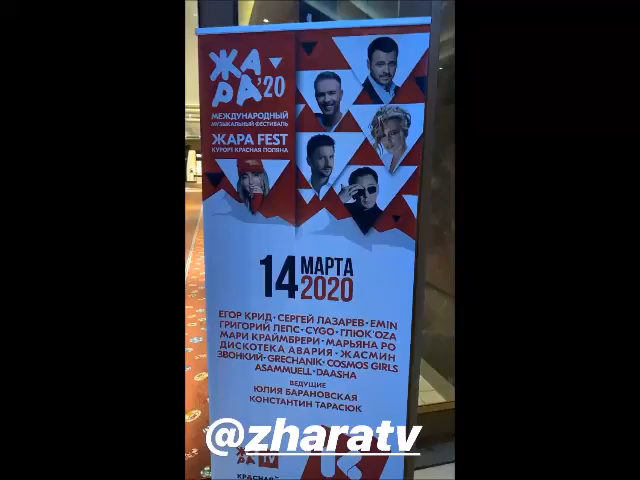 ЖАРА'20
МЕЖДУНАРОДНЫЙ
МУЗЫКАЛЬНЫЙ ФЕСТИВАЛЬ
ЖАРА FEST
КУРОРТ КРАСНАЯ ПОЛЯНА
14 МАРТА
2020
ЕГОР КРИД · СЕРГЕЙ ЛАЗАРЕВ · EMIN
ГРИГОРИЙ ЛЕПС · CYGO · ГЛЮК'OZA
МАРИ КРАЙМБРЕРИ · МАРЬЯНА РО
ДИСКОТЕКА АВАРИЯ · ЖАСМИН
ЗВОНКИЙ · GRECHANIK · COSMOS GIRLS
ASAMMUELL · DAASHA
ВЕДУЩИЕ
ЮЛИЯ БАРАНОВСКАЯ
КОНСТАНТИН ТАРАСЮК
@zharatv
ЖАРА TV
КРАСНАЯ